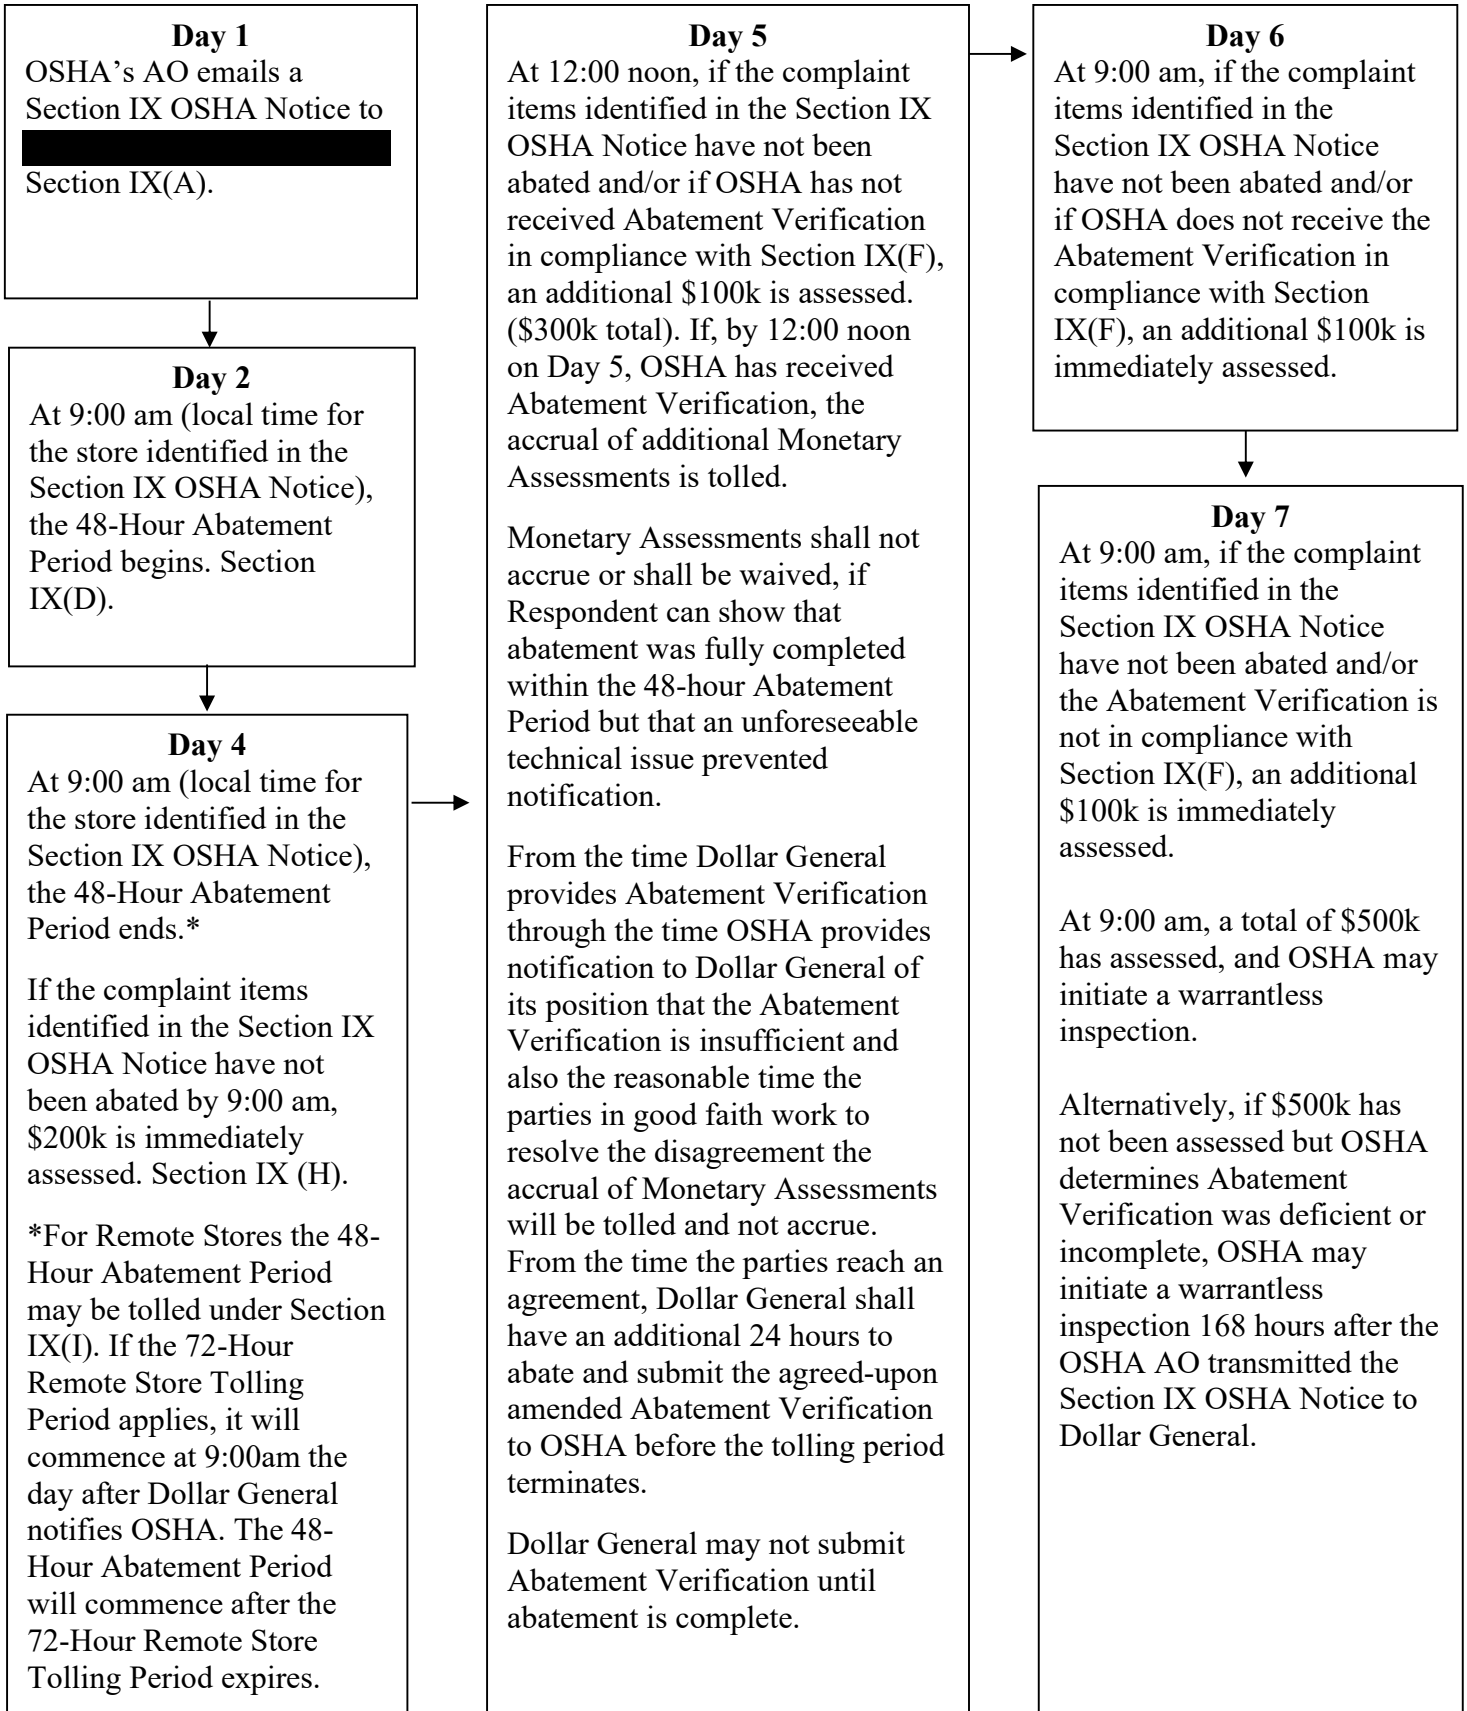 Day 1
OSHA’s AO emails a
Section IX OSHA Notice to
Section IX(A).
Day 2
At 9:00 am (local time for
the store identified in the
Section IX OSHA Notice),
the 48-Hour Abatement
Period begins. Section
IX(D).
Day 4
At 9:00 am (local time for
the store identified in the
Section IX OSHA Notice),
the 48-Hour Abatement
Period ends.*
If the complaint items
identified in the Section IX
OSHA Notice have not
been abated by 9:00 am,
$200k is immediately
assessed. Section IX (H).
*For Remote Stores the 48-
Hour Abatement Period
may be tolled under Section
IX(I). If the 72-Hour
Remote Store Tolling
Period applies, it will
commence at 9:00am the
day after Dollar General
notifies OSHA. The 48-
Hour Abatement Period
will commence after the
72-Hour Remote Store
Tolling Period expires.
Day 5
At 12:00 noon, if the complaint
items identified in the Section IX
OSHA Notice have not been
abated and/or if OSHA has not
received Abatement Verification
in compliance with Section IX(F),
an additional $100k is assessed.
($300k total). If, by 12:00 noon
on Day 5, OSHA has received
Abatement Verification, the
accrual of additional Monetary
Assessments is tolled.
Monetary Assessments shall not
accrue or shall be waived, if
Respondent can show that
abatement was fully completed
within the 48-hour Abatement
Period but that an unforeseeable
technical issue prevented
notification.
From the time Dollar General
provides Abatement Verification
through the time OSHA provides
notification to Dollar General of
its position that the Abatement
Verification is insufficient and
also the reasonable time the
parties in good faith work to
resolve the disagreement the
accrual of Monetary Assessments
will be tolled and not accrue.
From the time the parties reach an
agreement, Dollar General shall
have an additional 24 hours to
abate and submit the agreed-upon
amended Abatement Verification
to OSHA before the tolling period
terminates.
Dollar General may not submit
Abatement Verification until
abatement is complete.
Day 6
At 9:00 am, if the complaint
items identified in the
Section IX OSHA Notice
have not been abated and/or
if OSHA does not receive the
Abatement Verification in
compliance with Section
IX(F), an additional $100k is
immediately assessed.
Day 7
At 9:00 am, if the complaint
items identified in the
Section IX OSHA Notice
have not been abated and/or
the Abatement Verification is
not in compliance with
Section IX(F), an additional
$100k is immediately
assessed.
At 9:00 am, a total of $500k
has assessed, and OSHA may
initiate a warrantless
inspection.
Alternatively, if $500k has
not been assessed but OSHA
determines Abatement
Verification was deficient or
incomplete, OSHA may
initiate a warrantless
inspection 168 hours after the
OSHA AO transmitted the
Section IX OSHA Notice to
Dollar General.